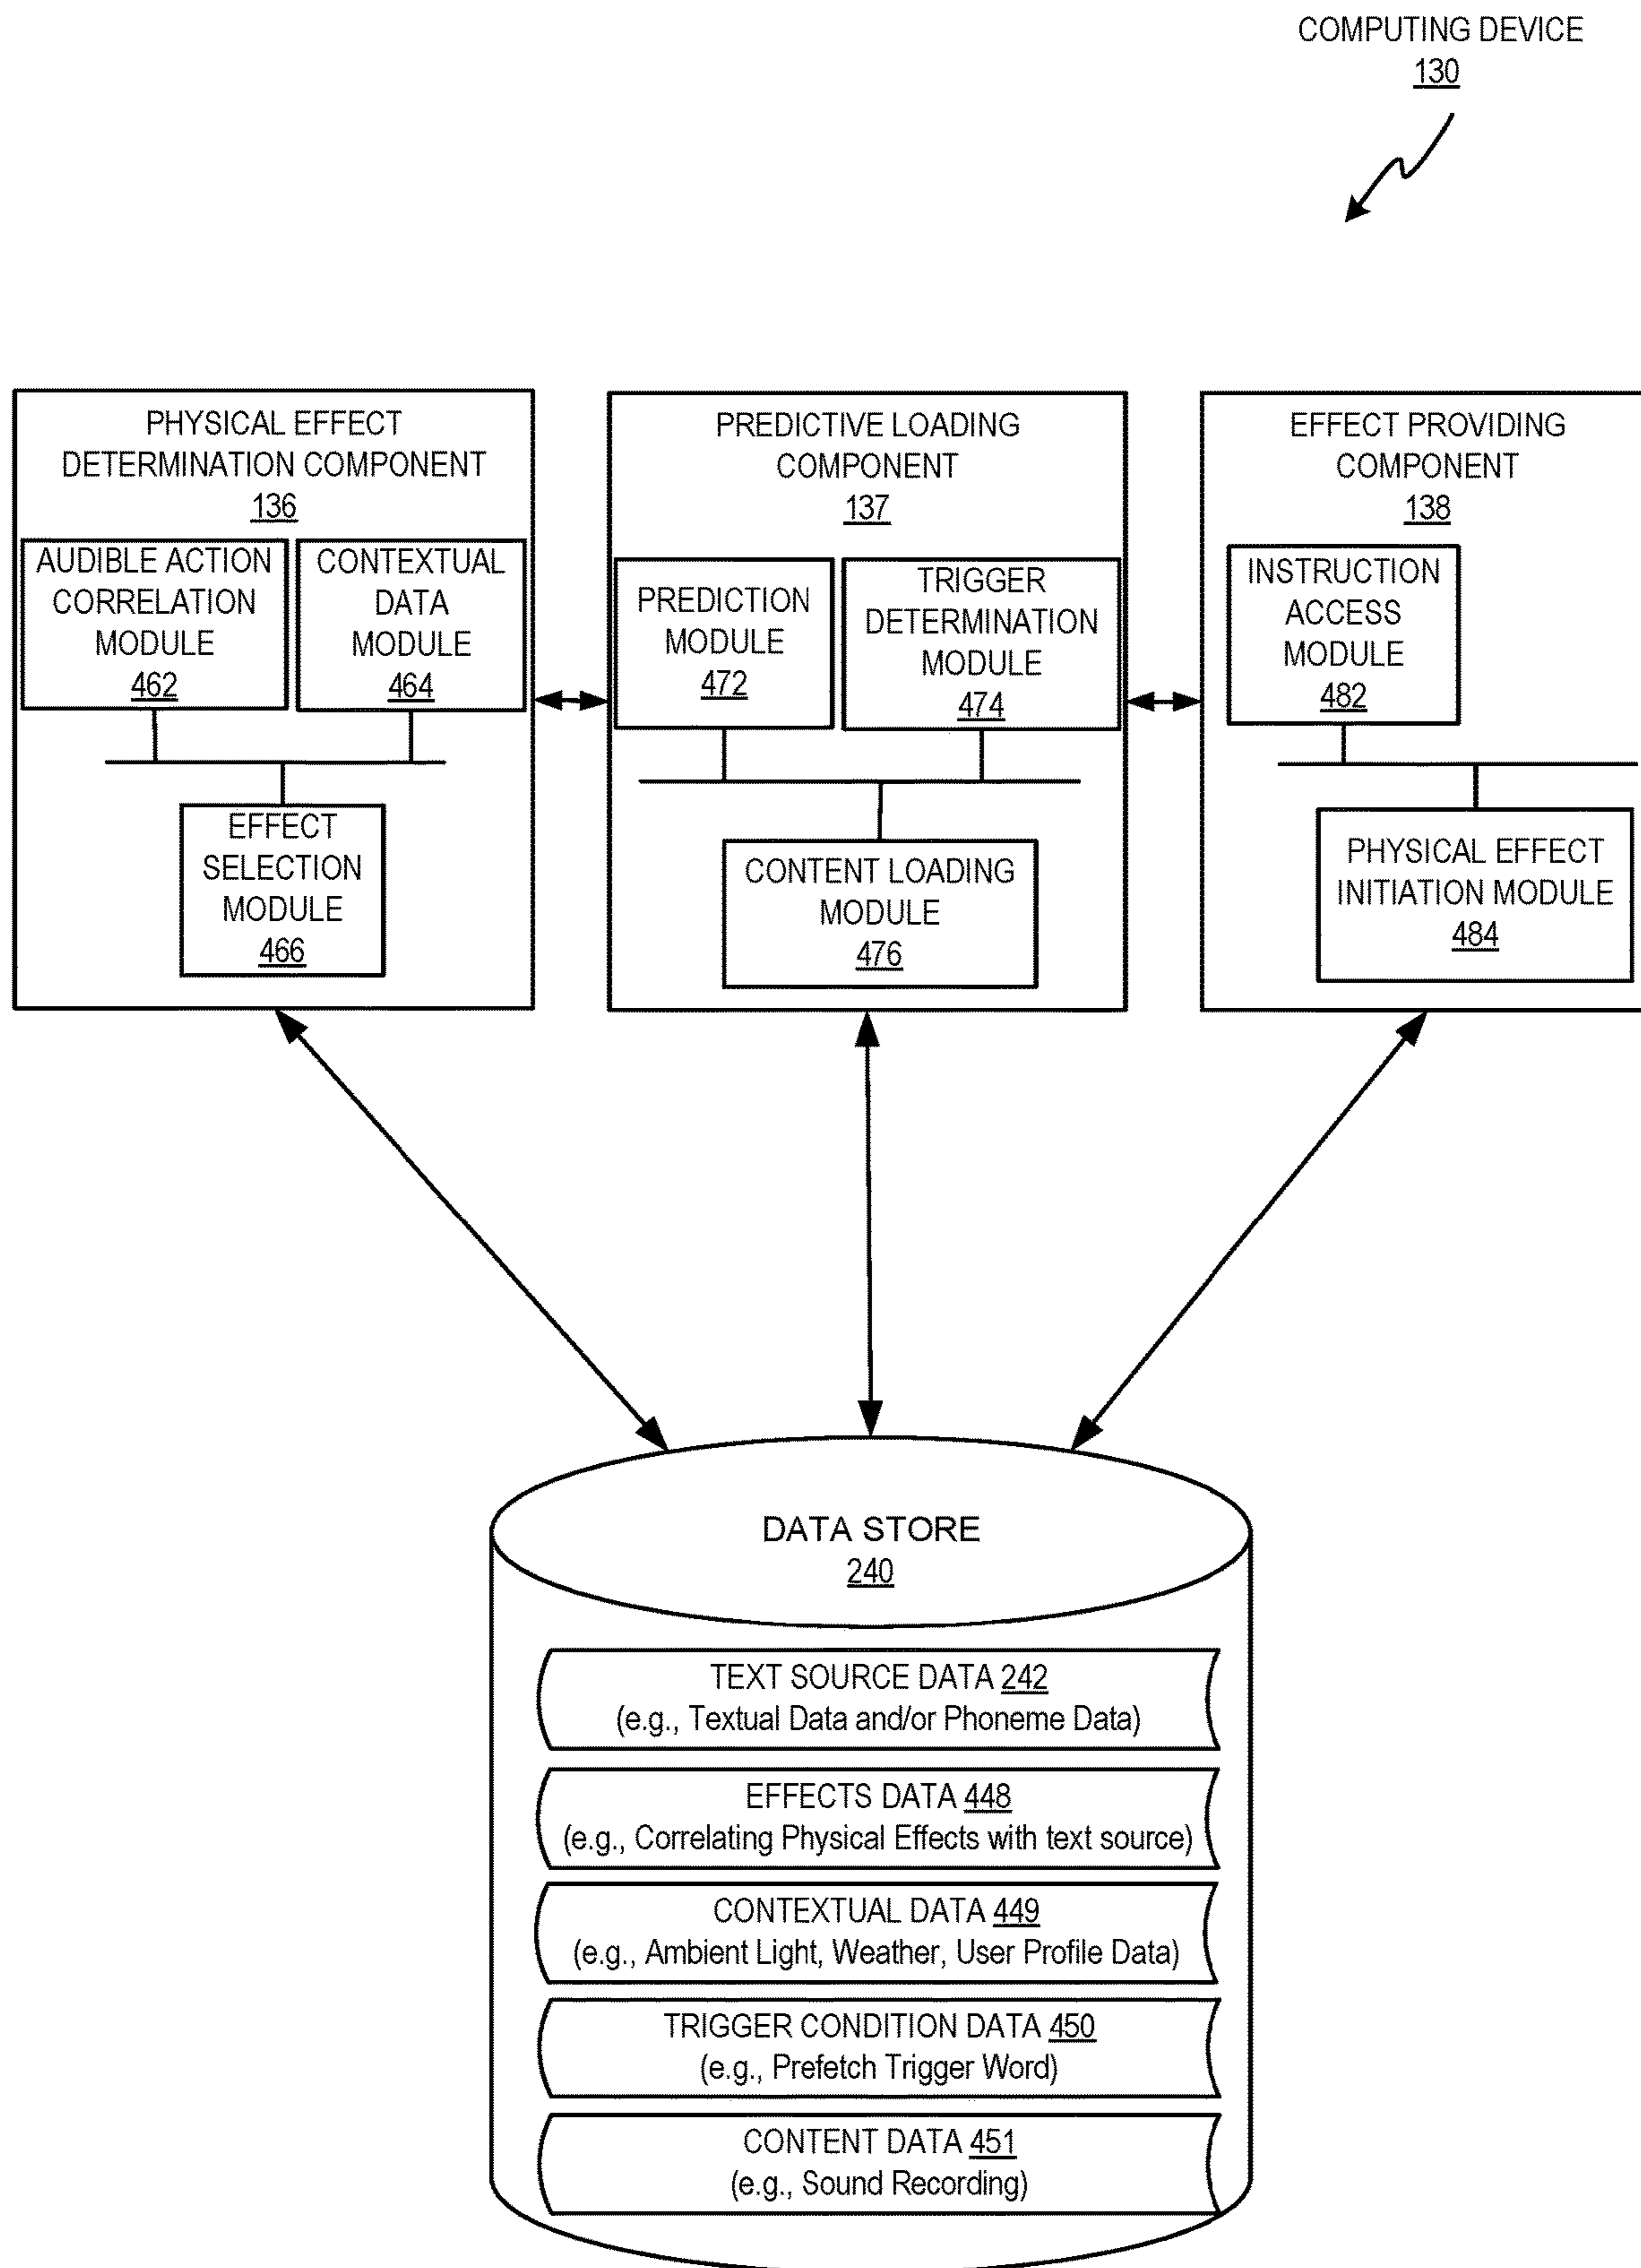 COMPUTING DEVICE
130
PHYSICAL EFFECT
DETERMINATION COMPONENT
136
AUDIBLE ACTION
CORRELATION
MODULE
462
CONTEXTUAL
DATA
MODULE
464
EFFECT
SELECTION
MODULE
466
PREDICTIVE LOADING
COMPONENT
137
PREDICTION
MODULE
472
TRIGGER
DETERMINATION
MODULE
474
CONTENT LOADING
MODULE
476
EFFECT PROVIDING
COMPONENT
138
INSTRUCTION
ACCESS
MODULE
482
PHYSICAL EFFECT
INITIATION MODULE
484
DATA STORE
240
TEXT SOURCE DATA 242
(e.g., Textual Data and/or Phoneme Data)
EFFECTS DATA 448
(e.g., Correlating Physical Effects with text source)
CONTEXTUAL DATA 449
(e.g., Ambient Light, Weather, User Profile Data)
TRIGGER CONDITION DATA 450
(e.g., Prefetch Trigger Word)
CONTENT DATA 451
(e.g., Sound Recording)